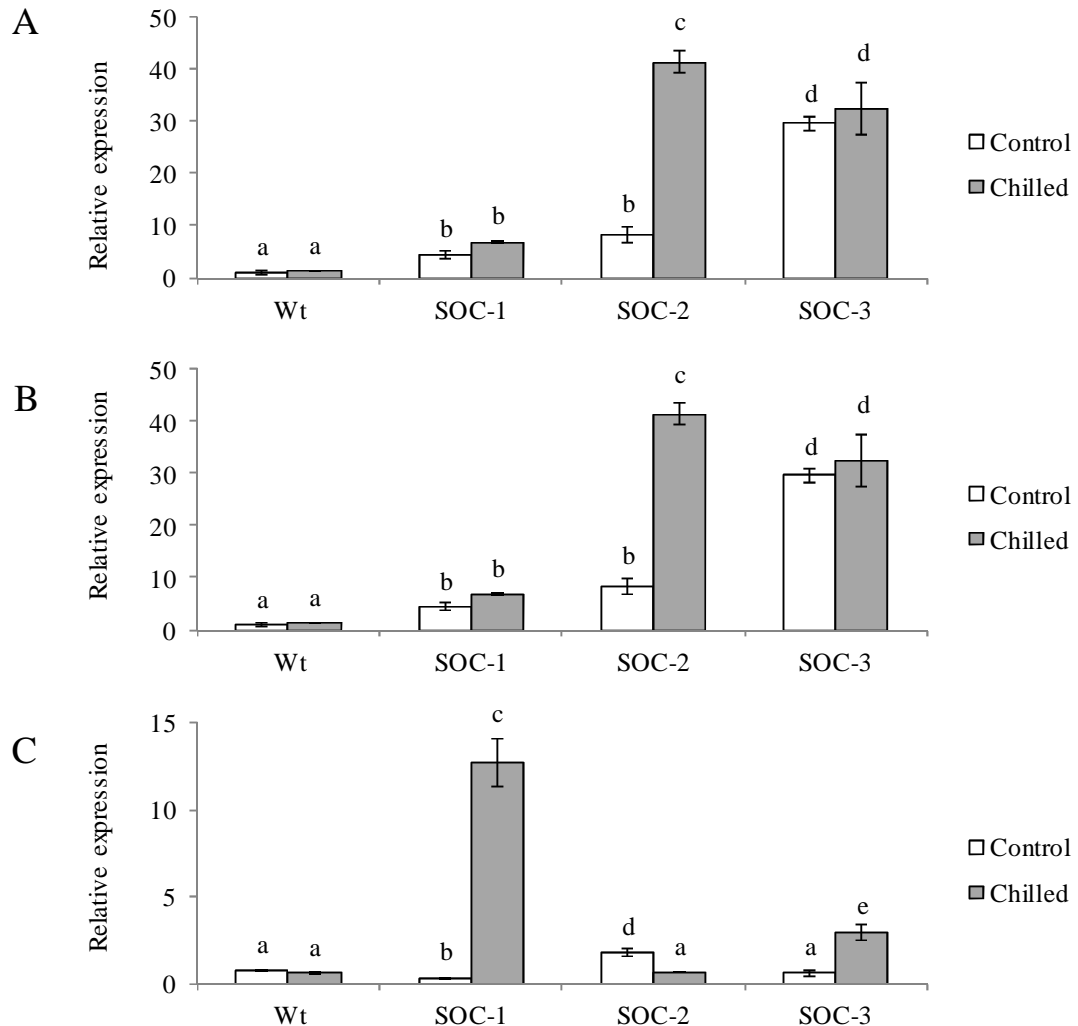 A
Relative expression
50
40
30
20
10
0
c
d
d
b
b
b
a
a
Wt
SOC-1
SOC-2
SOC-3
Control
Chilled
B
Relative expression
50
40
30
20
10
0
c
d
d
b
b
b
a
a
Wt
SOC-1
SOC-2
SOC-3
Control
Chilled
C
Relative expression
15
10
5
0
c
a
a
b
d
a
a
e
Wt
SOC-1
SOC-2
SOC-3
Control
Chilled